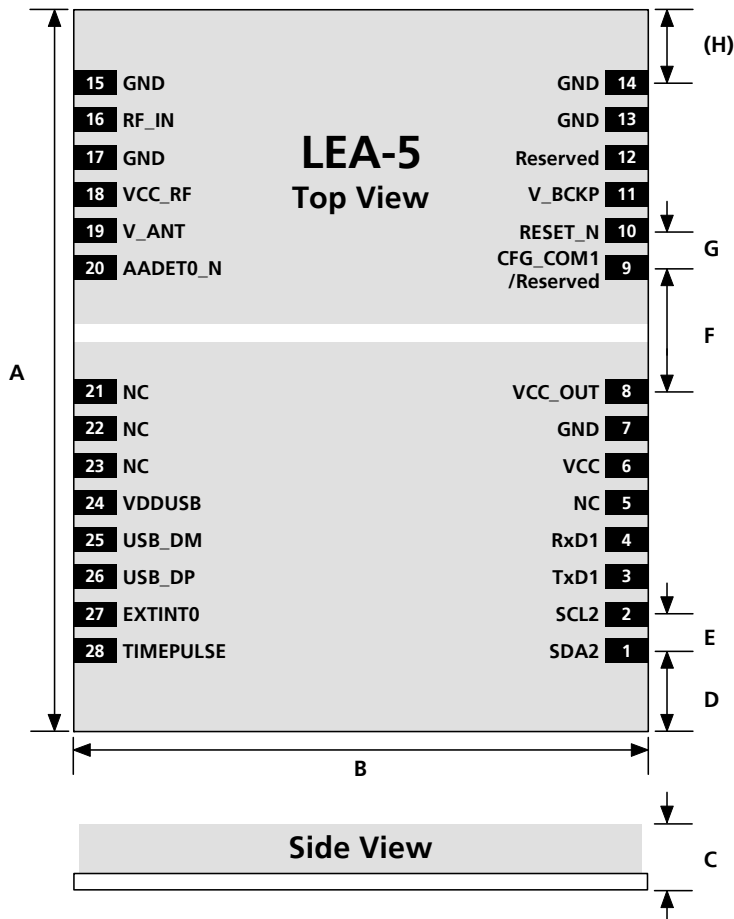 (H)
15 GND GND 14
16 RF_IN GND 13
17 GND LEA-5 Reserved 12
18 VCC_RF Top View V_BCKP 11
19 V_ANT RESET_N 10
G
20 AADET0_N CFG_COM1 /Reserved 9
F
A
21 NC VCC_OUT 8
22 NC GND 7
23 NC VCC 6
24 VDDUSB NC 5
25 USB_DM RxD1 4
26 USB_DP TxD1 3
27 EXTINT0 SCL2 2
E
28 TIMEPULSE SDA2 1
D
B
Side View
C